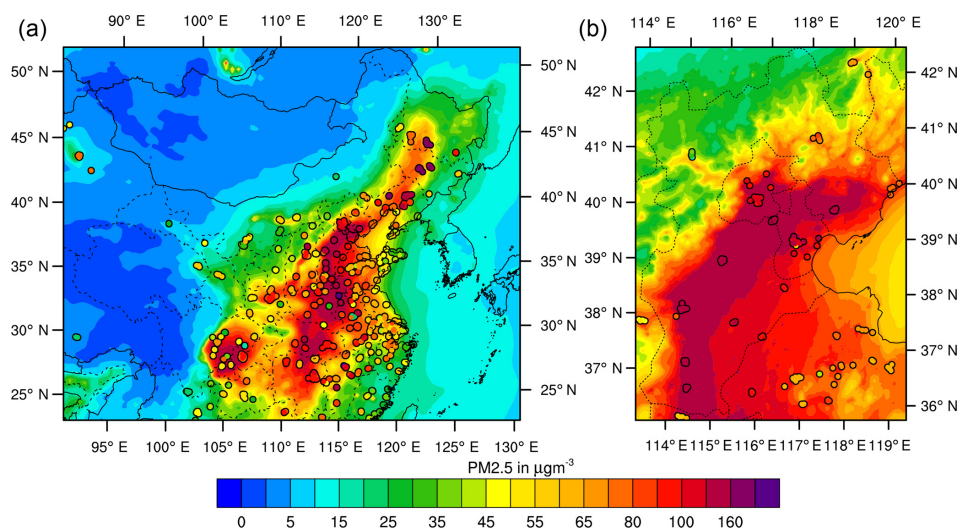 (a)
90° E 100° E 110° E 120° E 130° E
50° N 45° N 40° N 35° N 30° N 25° N
50° N 45° N 40° N 35° N 30° N 25° N
95° E 100° E 105° E 110° E 115° E 120° E 125° E 130° E
(b)
114° E 116° E 118° E 120° E
42° N 41° N 40° N 39° N 38° N 37° N
42° N 41° N 40° N 39° N 38° N 37° N 36° N
114° E 115° E 116° E 117° E 118° E 119° E
PM2.5 in µgm⁻³
0 5 15 25 35 45 55 65 80 100 160